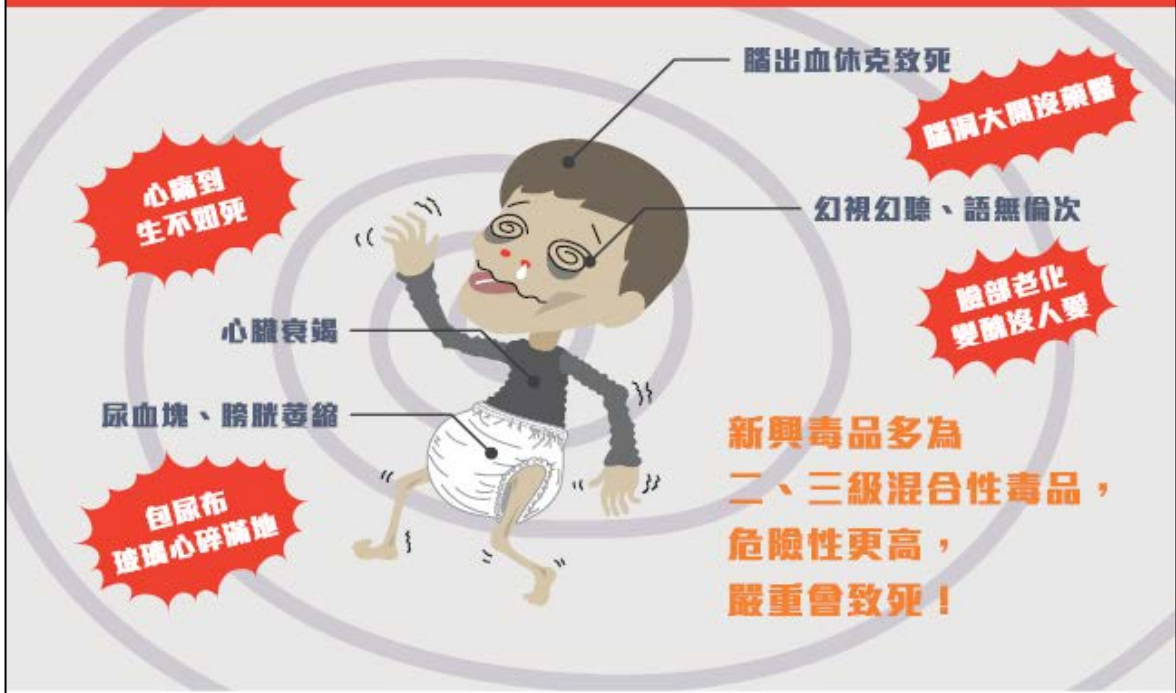 腦出血休克致死
腦洞大開沒藥醫
心痛到
生不如死
幻視幻聽、語無倫次
臉部老化
變醜沒人愛
心臟衰竭
尿血塊、膀胱萎縮
新興毒品多為
二、三級混合性毒品，
危險性更高，
嚴重會致死！
包尿布
玻璃心碎滿地